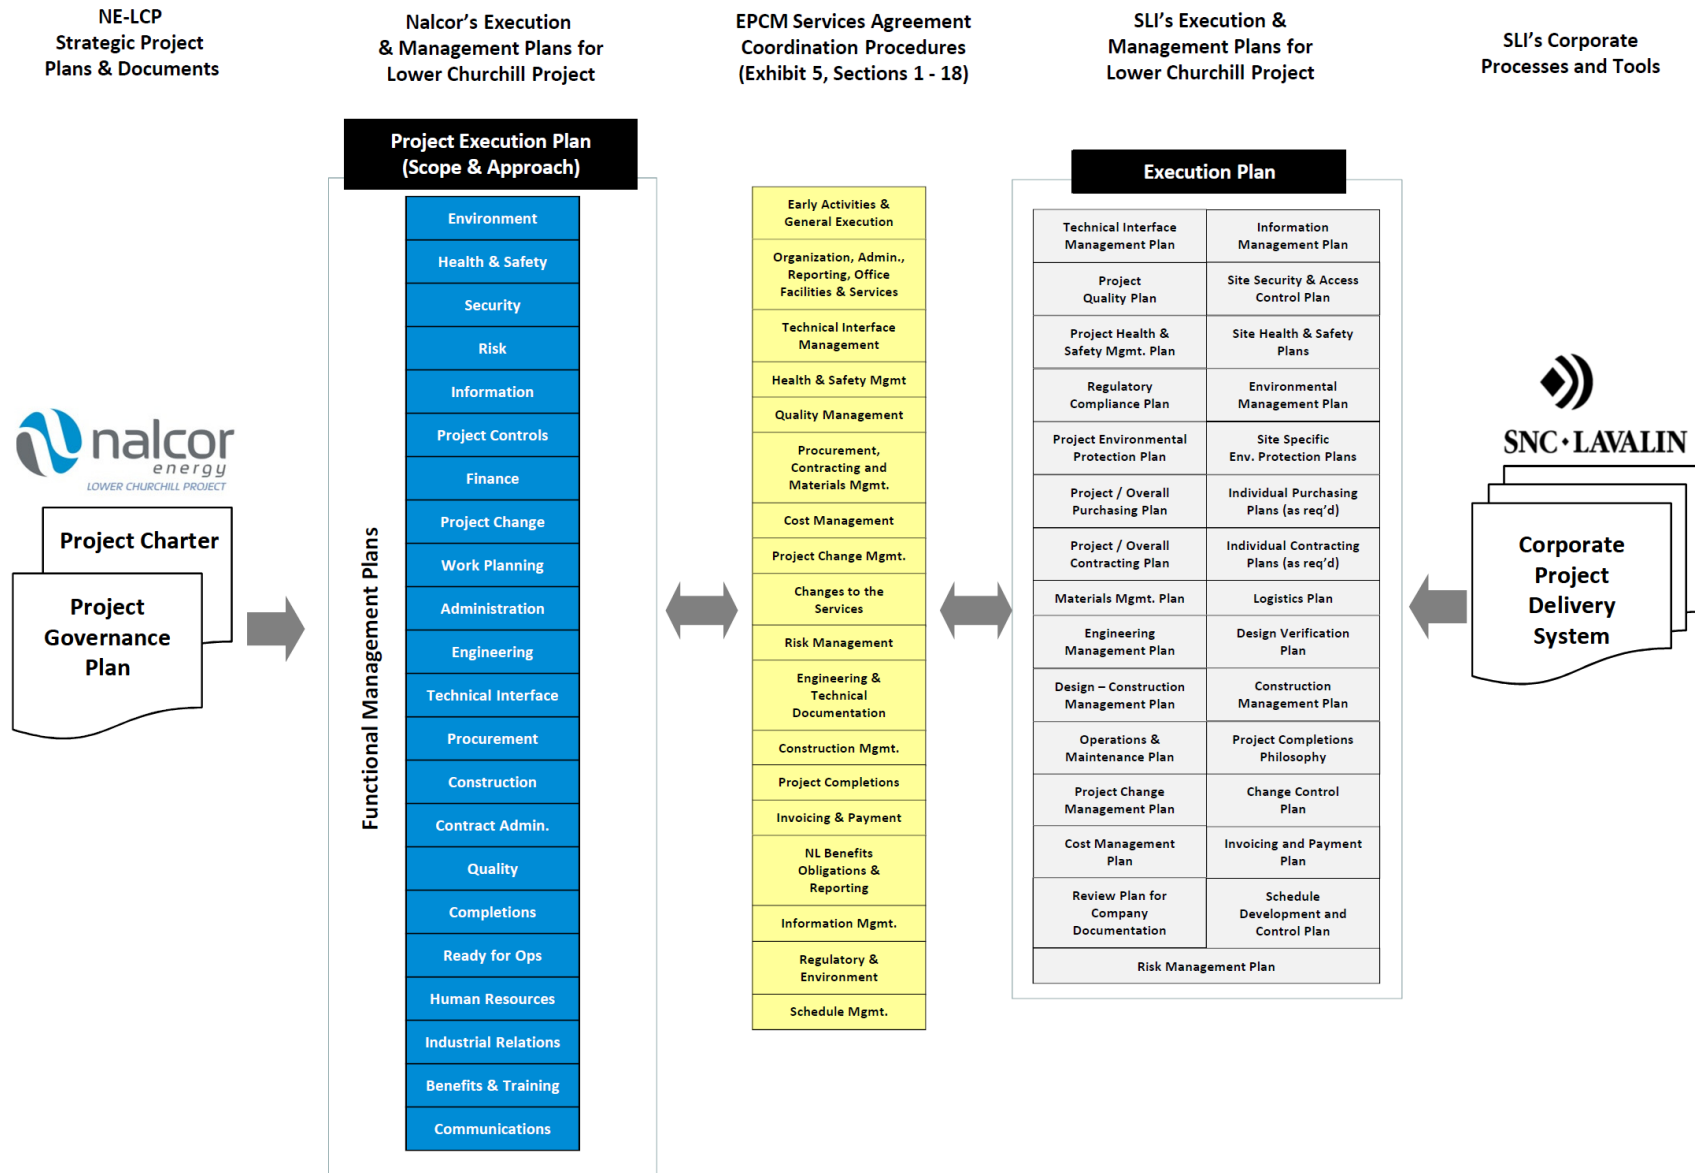 NE-LCP
Strategic Project
Plans & Documents
Nalcor's Execution
& Management Plans for
Lower Churchill Project
EPCM Services Agreement
Coordination Procedures
(Exhibit 5, Sections 1 - 18)
SLI's Execution &
Management Plans for
Lower Churchill Project
SLI's Corporate
Processes and Tools
nalcor
energy
LOWER CHURCHILL PROJECT
Project Charter
Project
Governance
Plan
Project Execution Plan
(Scope & Approach)
Functional Management Plans
Environment
Health & Safety
Security
Risk
Information
Project Controls
Finance
Project Change
Work Planning
Administration
Engineering
Technical Interface
Procurement
Construction
Contract Admin.
Quality
Completions
Ready for Ops
Human Resources
Industrial Relations
Benefits & Training
Communications
Early Activities &
General Execution
Organization, Admin.,
Reporting, Office
Facilities & Services
Technical Interface
Management
Health & Safety Mgmt
Quality Management
Procurement,
Contracting and
Materials Mgmt.
Cost Management
Project Change Mgmt.
Changes to the
Services
Risk Management
Engineering &
Technical
Documentation
Construction Mgmt.
Project Completions
Invoicing & Payment
NL Benefits
Obligations &
Reporting
Information Mgmt.
Regulatory &
Environment
Schedule Mgmt.
Execution Plan
Technical Interface
Management Plan
Information
Management Plan
Project
Quality Plan
Site Security & Access
Control Plan
Project Health &
Safety Mgmt. Plan
Site Health & Safety
Plans
Regulatory
Compliance Plan
Environmental
Management Plan
Project Environmental
Protection Plan
Site Specific
Env. Protection Plans
Project / Overall
Purchasing Plan
Individual Purchasing
Plans (as req'd)
Project / Overall
Contracting Plan
Individual Contracting
Plans (as req'd)
Materials Mgmt. Plan
Logistics Plan
Engineering
Management Plan
Design Verification
Plan
Design – Construction
Management Plan
Construction
Management Plan
Operations &
Maintenance Plan
Project Completions
Philosophy
Project Change
Management Plan
Change Control
Plan
Cost Management
Plan
Invoicing and Payment
Plan
Review Plan for
Company
Documentation
Schedule
Development and
Control Plan
Risk Management Plan
SNC•LAVALIN
Corporate
Project
Delivery
System